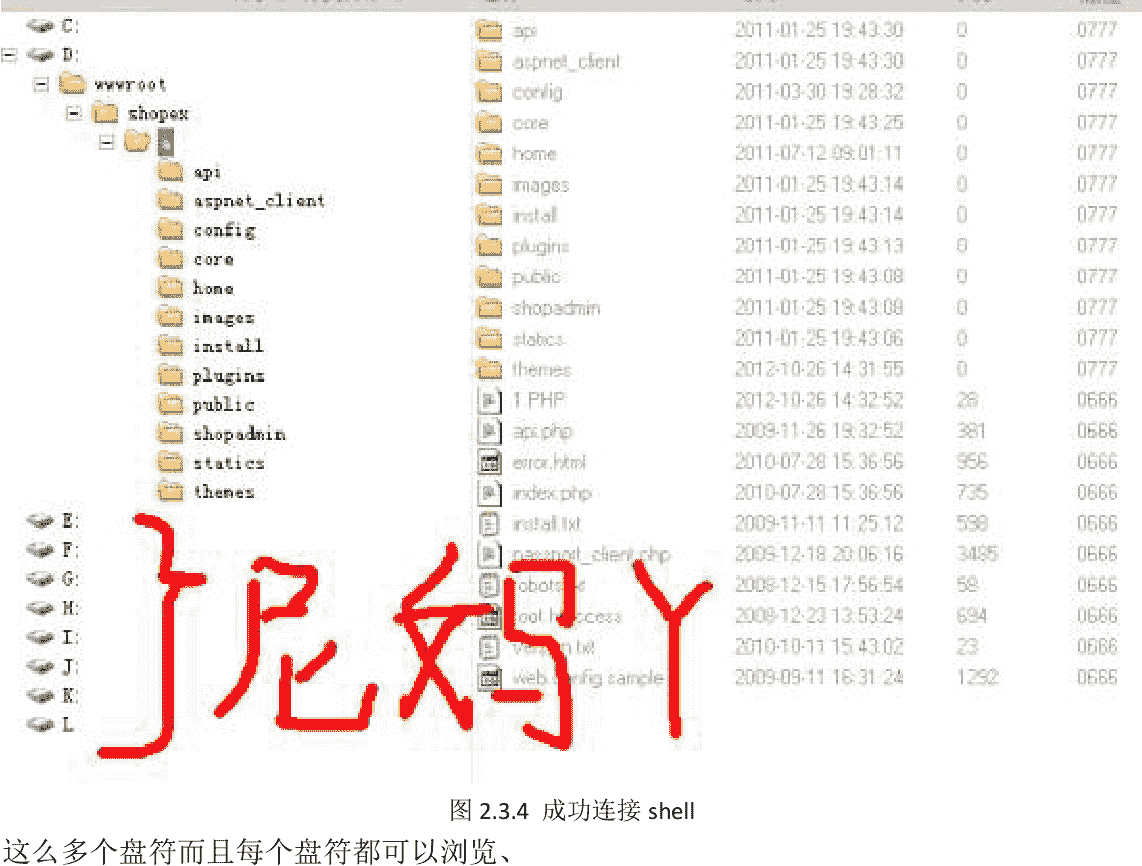 C:
D:
wwwroot
shopex
api
aspnet_client
config
core
home
images
install
plugins
public
shopadmin
statics
themes
E:
F:
G:
H:
I:
J:
K:
L
api 2011-01-25 19:43:30 0 0777
aspnet_client 2011-01-25 19:43:30 0 0777
config 2011-03-30 19:28:32 0 0777
core 2011-01-25 19:43:25 0 0777
home 2011-07-12 09:01:11 0 0777
images 2011-01-25 19:43:14 0 0777
install 2011-01-25 19:43:14 0 0777
plugins 2011-01-25 19:43:13 0 0777
public 2011-01-25 19:43:08 0 0777
shopadmin 2011-01-25 19:43:08 0 0777
statics 2011-01-25 19:43:06 0 0777
themes 2012-10-26 14:31:55 0 0777
1.PHP 2012-10-26 14:32:52 28 0666
api.php 2009-11-26 19:32:52 381 0666
error.html 2010-07-28 15:36:56 956 0666
index.php 2010-07-28 15:36:56 735 0666
install.txt 2009-11-11 11:25:12 598 0666
passport_client.php 2009-12-18 20:06:16 3495 0666
robots.txt 2008-12-15 17:56:54 58 0666
root.htaccess 2008-12-23 13:53:24 694 0666
version.txt 2010-10-11 15:43:02 23 0666
web.config.sample 2009-09-11 16:31:24 1292 0666
尼妈丫
图 2.3.4 成功连接 shell
这么多个盘符而且每个盘符都可以浏览、